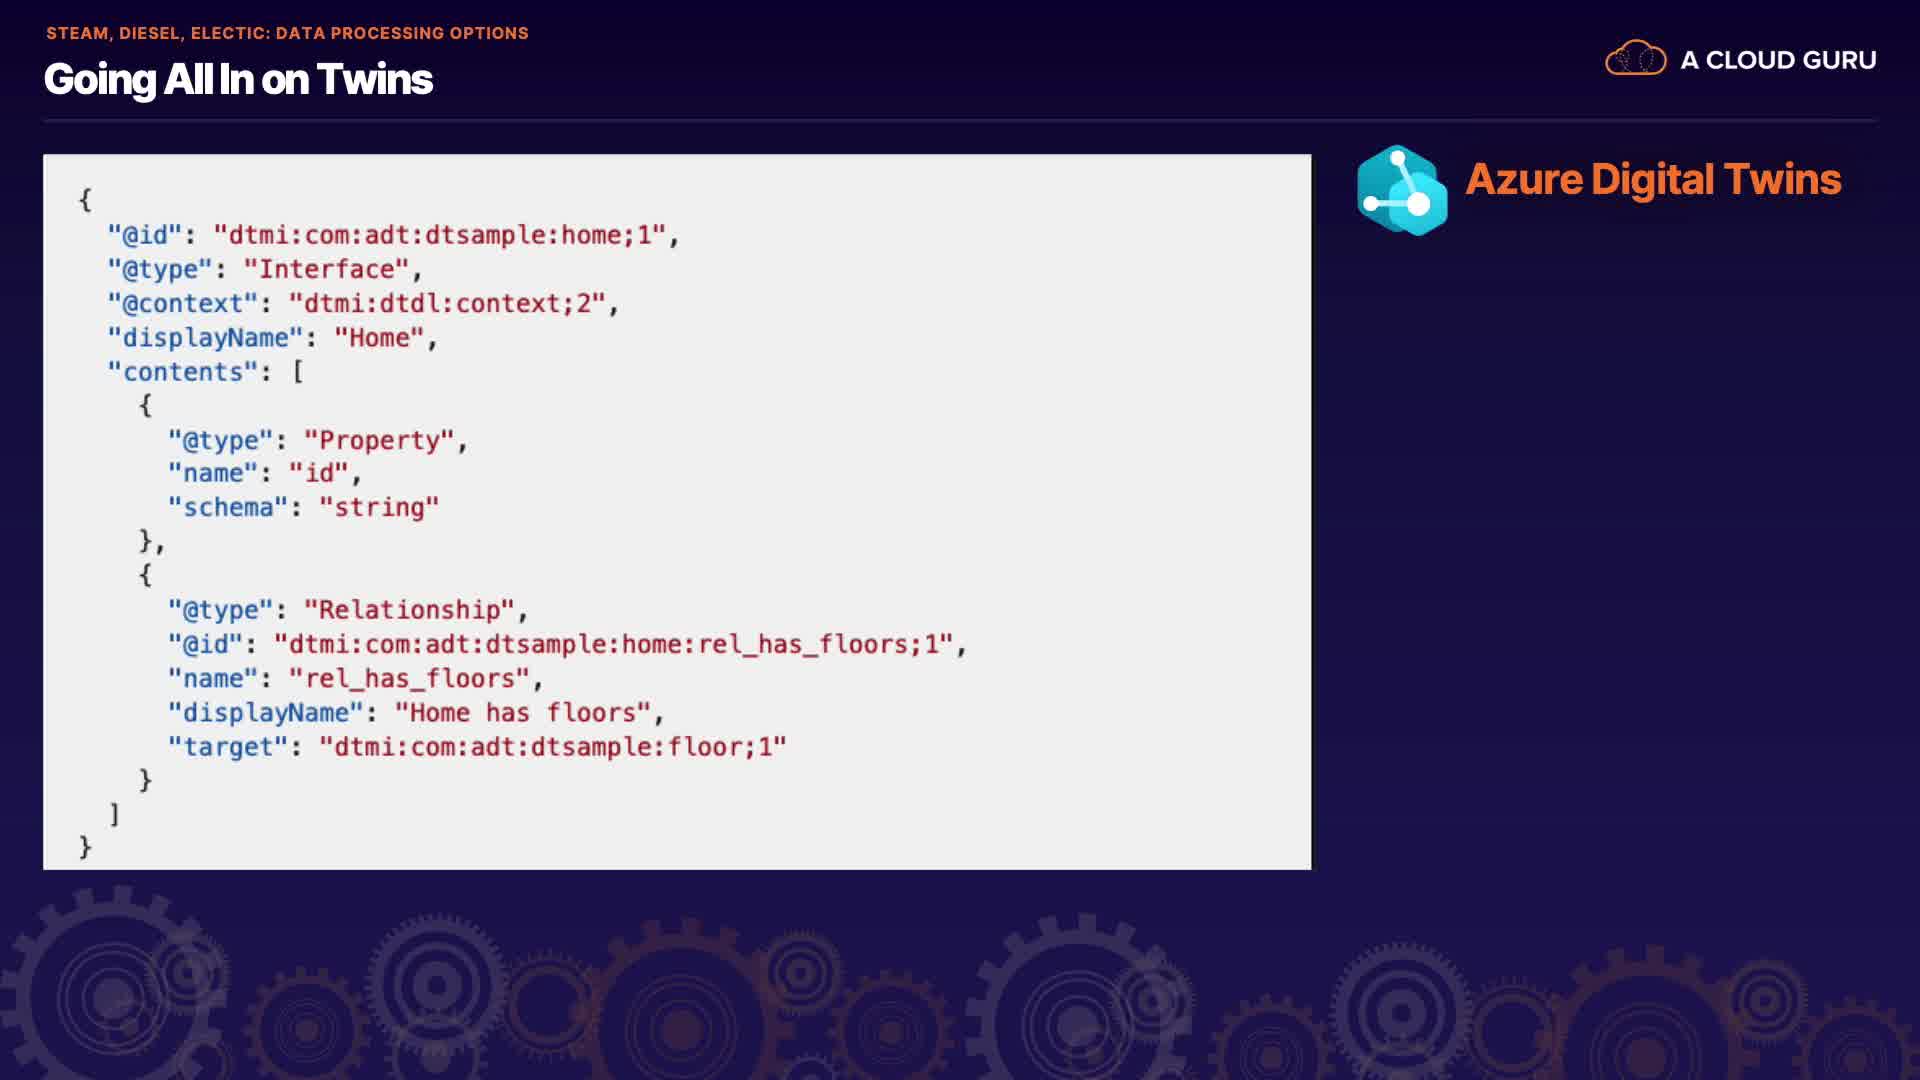 STEAM, DIESEL, ELECTIC: DATA PROCESSING OPTIONS
Going All In on Twins
A CLOUD GURU
{
  "@id": "dtmi:com:adt:dtsample:home;1",
  "@type": "Interface",
  "@context": "dtmi:dtdl:context;2",
  "displayName": "Home",
  "contents": [
    {
      "@type": "Property",
      "name": "id",
      "schema": "string"
    },
    {
      "@type": "Relationship",
      "@id": "dtmi:com:adt:dtsample:home:rel_has_floors;1",
      "name": "rel_has_floors",
      "displayName": "Home has floors",
      "target": "dtmi:com:adt:dtsample:floor;1"
    }
  ]
}
Azure Digital Twins